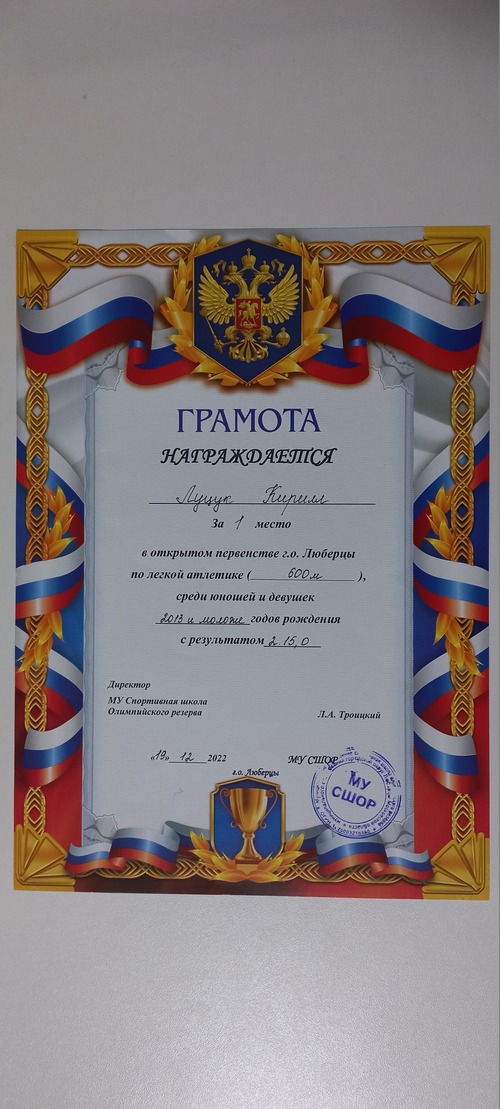 ГРАМОТА
НАГРАЖДАЕТСЯ
Луцук Кирилл
За 1 место
в открытом первенстве г.о. Люберцы
по легкой атлетике ( 600м ),
среди юношей и девушек
2013 и моложе годов рождения
с результатом 2.15,0
Директор
МУ Спортивная школа
Олимпийского резерва
Л.А. Троицкий
«19» 12 2022
МУ СШОР
г.о. Люберцы
МУ
СШОР